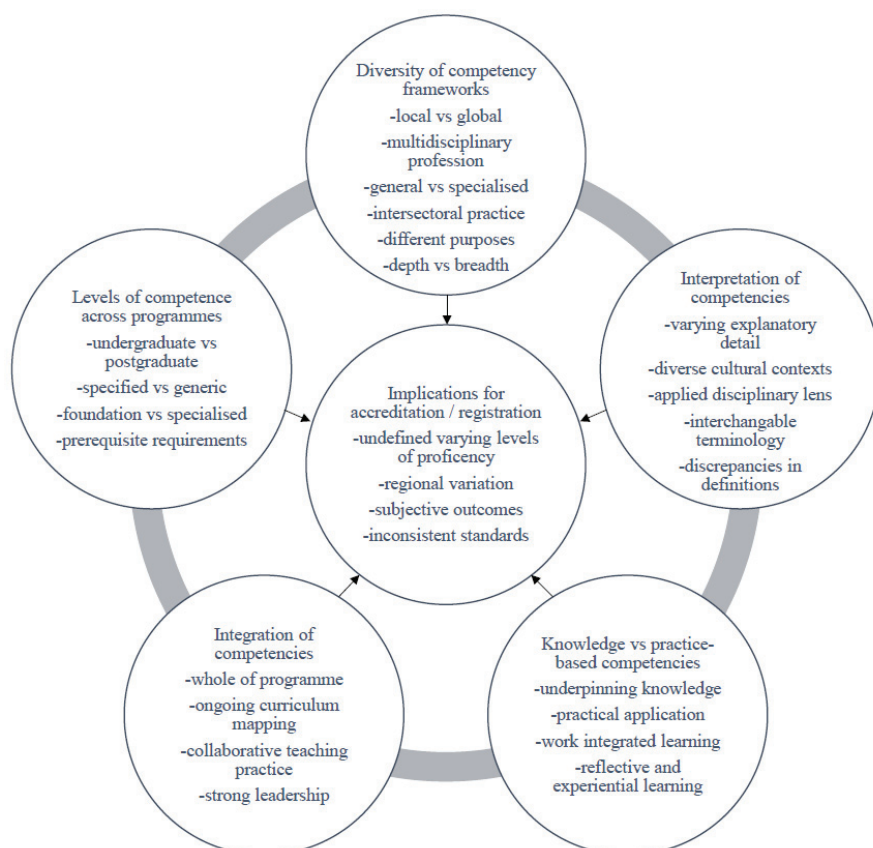 Diversity of competency
frameworks
-local vs global
-multidisciplinary
profession
-general vs specialised
-intersectoral practice
-different purposes
-depth vs breadth
Levels of competence
across programmes
-undergraduate vs
postgraduate
-specified vs generic
-foundation vs specialised
-prerequisite requirements
Interpretation of
competencies
-varying explanatory
detail
-diverse cultural contexts
-applied disciplinary lens
-interchangable
terminology
-discrepancies in
definitions
Implications for
accreditation / registration
-undefined varying levels
of proficency
-regional variation
-subjective outcomes
-inconsistent standards
Integration of
competencies
-whole of programme
-ongoing curriculum
mapping
-collaborative teaching
practice
-strong leadership
Knowledge vs practice-
based competencies
-underpinning knowledge
-practical application
-work integrated learning
-reflective and
experiential learning